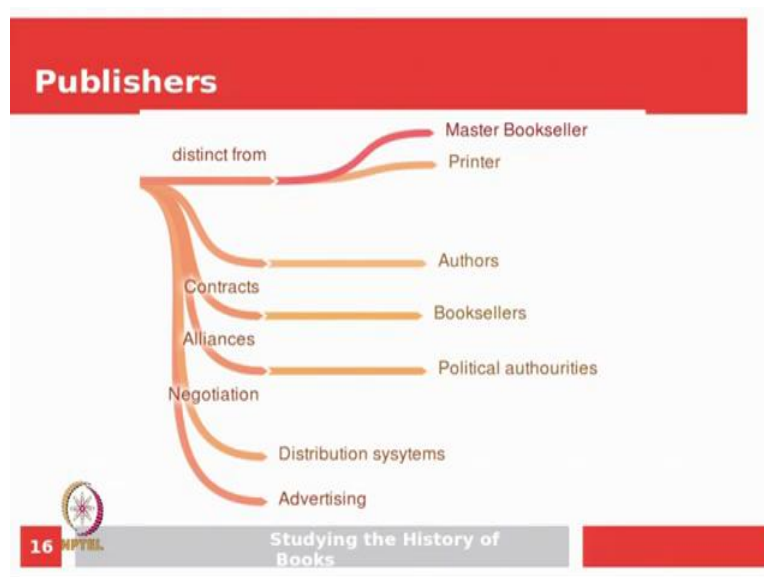 Publishers
distinct from
Master Bookseller
Printer
Authors
Contracts
Booksellers
Alliances
Political authourities
Negotiation
Distribution sysytems
Advertising
16
NPTEL
Studying the History of
Books